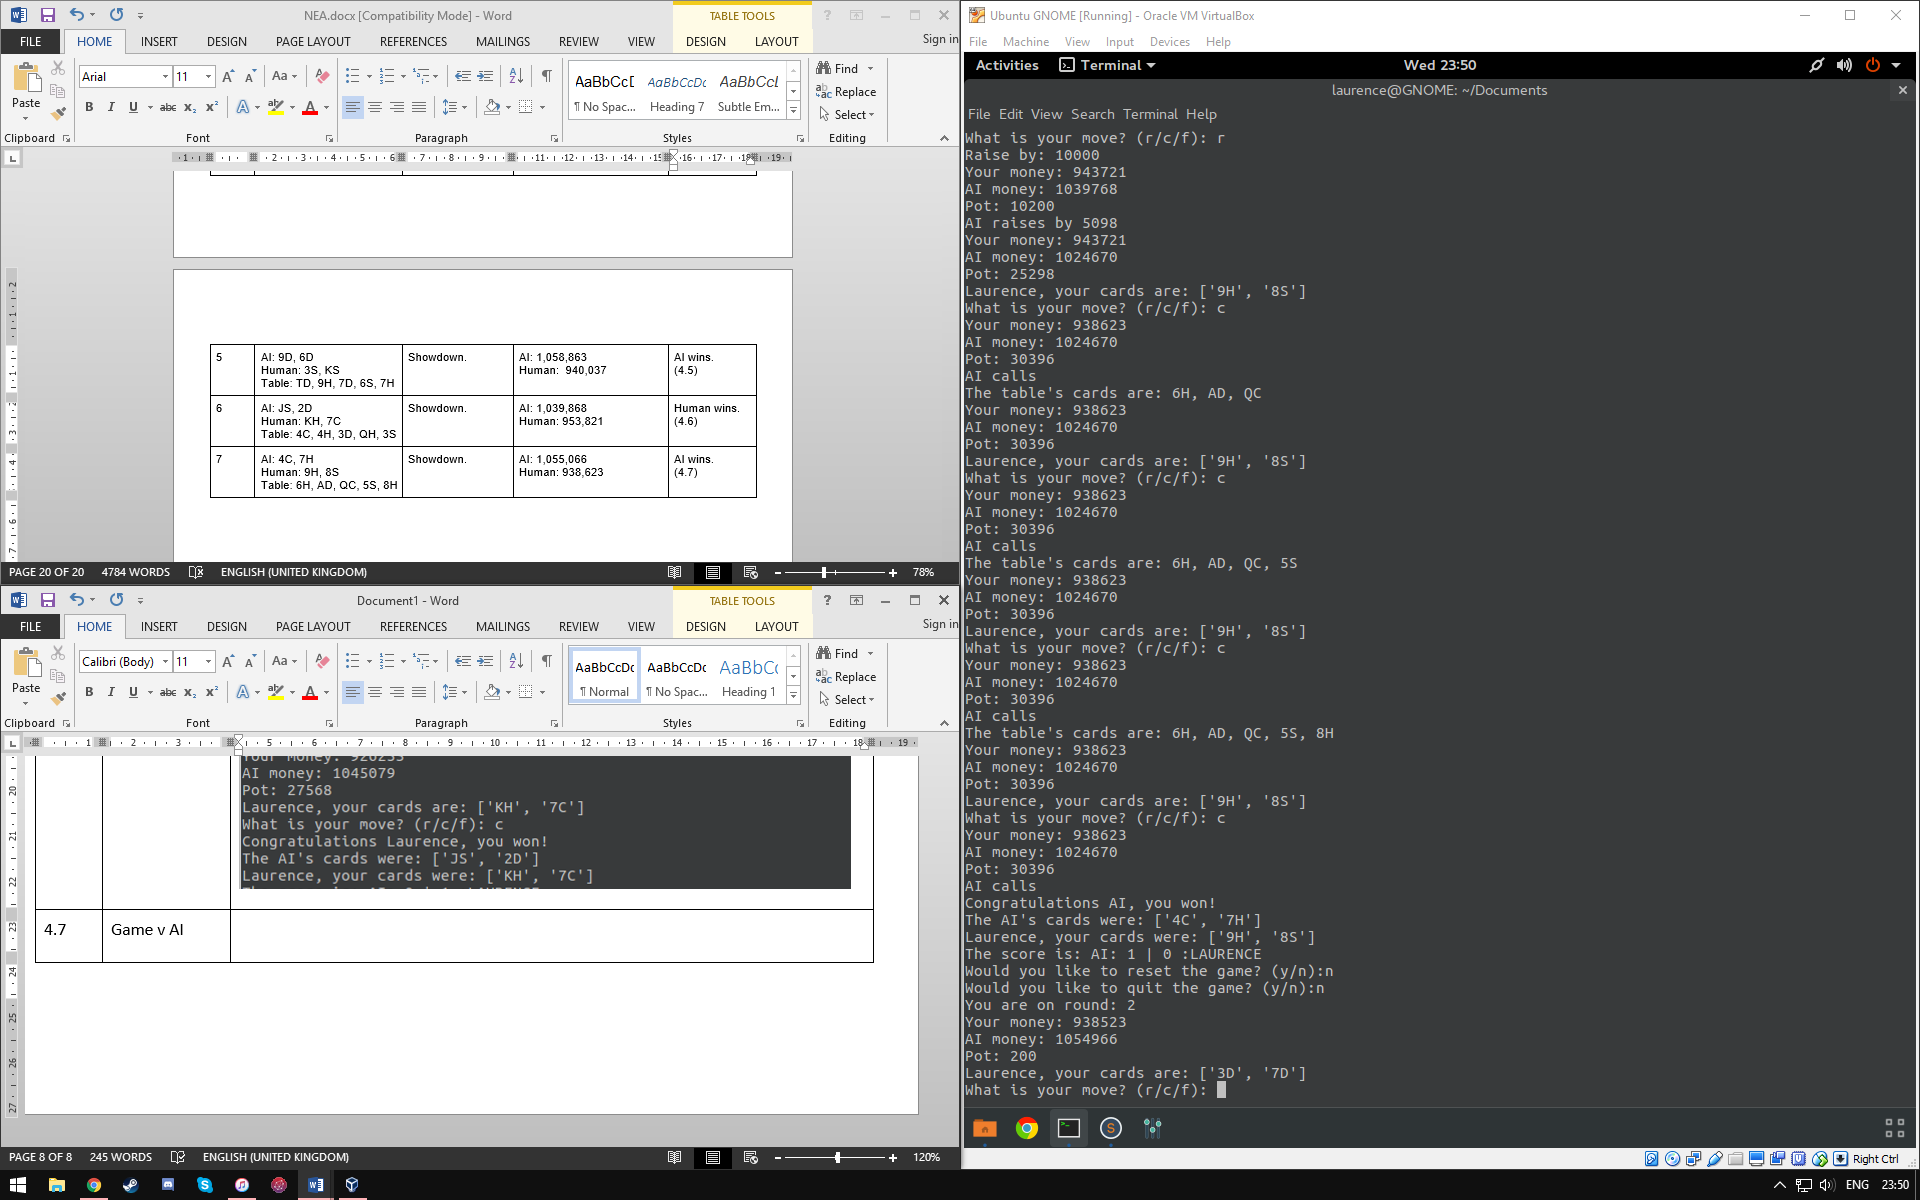 NEA.docx [Compatibility Mode] - Word
TABLE TOOLS
FILE HOME INSERT DESIGN PAGE LAYOUT REFERENCES MAILINGS REVIEW VIEW DESIGN LAYOUT Sign in
Arial 11
Paste
AaBbCcD AaBbCcDc AaBbCcL
¶ No Spac... Heading 7 Subtle Em...
Find
Replace
Select
Clipboard Font Paragraph Styles Editing
5
AI: 9D, 6D
Human: 3S, KS
Table: TD, 9H, 7D, 6S, 7H
Showdown.
AI: 1,058,863
Human: 940,037
AI wins.
(4.5)
6
AI: JS, 2D
Human: KH, 7C
Table: 4C, 4H, 3D, QH, 3S
Showdown.
AI: 1,039,868
Human: 953,821
Human wins.
(4.6)
7
AI: 4C, 7H
Human: 9H, 8S
Table: 6H, AD, QC, 5S, 8H
Showdown.
AI: 1,055,066
Human: 938,623
AI wins.
(4.7)
PAGE 20 OF 20 4784 WORDS ENGLISH (UNITED KINGDOM) 78%
Document1 - Word
TABLE TOOLS
FILE HOME INSERT DESIGN PAGE LAYOUT REFERENCES MAILINGS REVIEW VIEW DESIGN LAYOUT Sign in
Calibri (Body) 11
Paste
AaBbCcDc AaBbCcDc AaBbC
¶ Normal ¶ No Spac... Heading 1
Find
Replace
Select
Clipboard Font Paragraph Styles Editing
Your money: 926253
AI money: 1045079
Pot: 27568
Laurence, your cards are: ['KH', '7C']
What is your move? (r/c/f): c
Congratulations Laurence, you won!
The AI's cards were: ['JS', '2D']
Laurence, your cards were: ['KH', '7C']
4.7
Game v AI
PAGE 8 OF 8 245 WORDS ENGLISH (UNITED KINGDOM) 120%
Ubuntu GNOME [Running] - Oracle VM VirtualBox
File Machine View Input Devices Help
Activities Terminal Wed 23:50
laurence@GNOME: ~/Documents
File Edit View Search Terminal Help
What is your move? (r/c/f): r
Raise by: 10000
Your money: 943721
AI money: 1039768
Pot: 10200
AI raises by 5098
Your money: 943721
AI money: 1024670
Pot: 25298
Laurence, your cards are: ['9H', '8S']
What is your move? (r/c/f): c
Your money: 938623
AI money: 1024670
Pot: 30396
AI calls
The table's cards are: 6H, AD, QC
Your money: 938623
AI money: 1024670
Pot: 30396
Laurence, your cards are: ['9H', '8S']
What is your move? (r/c/f): c
Your money: 938623
AI money: 1024670
Pot: 30396
AI calls
The table's cards are: 6H, AD, QC, 5S
Your money: 938623
AI money: 1024670
Pot: 30396
Laurence, your cards are: ['9H', '8S']
What is your move? (r/c/f): c
Your money: 938623
AI money: 1024670
Pot: 30396
AI calls
The table's cards are: 6H, AD, QC, 5S, 8H
Your money: 938623
AI money: 1024670
Pot: 30396
Laurence, your cards are: ['9H', '8S']
What is your move? (r/c/f): c
Your money: 938623
AI money: 1024670
Pot: 30396
AI calls
Congratulations AI, you won!
The AI's cards were: ['4C', '7H']
Laurence, your cards were: ['9H', '8S']
The score is: AI: 1 | 0 :LAURENCE
Would you like to reset the game? (y/n):n
Would you like to quit the game? (y/n):n
You are on round: 2
Your money: 938523
AI money: 1054966
Pot: 200
Laurence, your cards are: ['3D', '7D']
What is your move? (r/c/f):
Right Ctrl
ENG 23:50